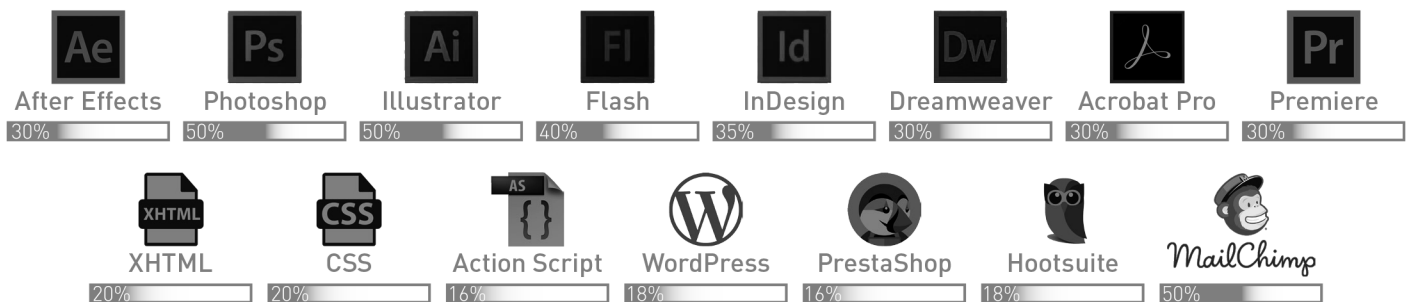 Ae Ps Ai Fl Id Dw Pr
After Effects Photoshop Illustrator Flash InDesign Dreamweaver Acrobat Pro Premiere
30% 50% 50% 40% 35% 30% 30% 30%
XHTML CSS AS {} W
MailChimp
XHTML CSS Action Script WordPress PrestaShop Hootsuite
20% 20% 16% 18% 16% 18% 50%